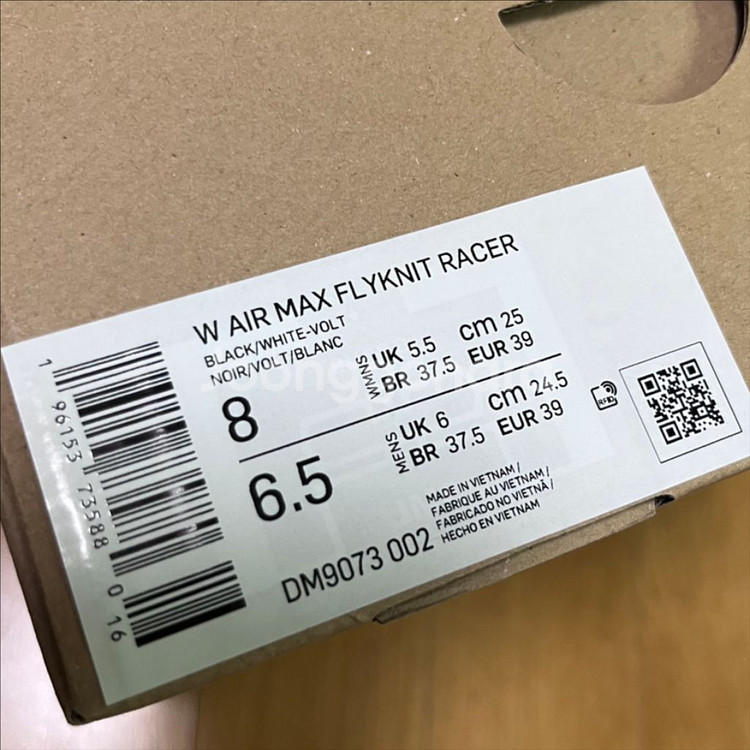 W AIR MAX FLYKNIT RACER
BLACK/WHITE-VOLT
NOIR/VOLT/BLANC
8
WMNS
UK 5.5 cm 25
BR 37.5 EUR 39
6.5
MENS
UK 6 cm 24.5
BR 37.5 EUR 39
MADE IN VIETNAM /
FABRIQUE AU VIETNAM /
FABRICADO NO VIETNÃ /
HECHO EN VIETNAM
DM9073 002
1 96153 73588 0 16
RFID